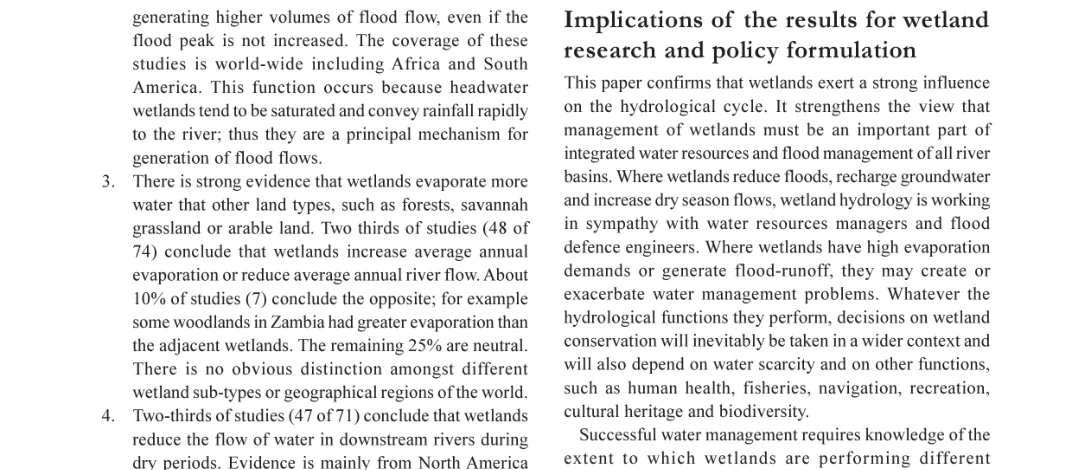 generating higher volumes of flood flow, even if the
flood peak is not increased. The coverage of these
studies is world-wide including Africa and South
America. This function occurs because headwater
wetlands tend to be saturated and convey rainfall rapidly
to the river; thus they are a principal mechanism for
generation of flood flows.
3. There is strong evidence that wetlands evaporate more
water that other land types, such as forests, savannah
grassland or arable land. Two thirds of studies (48 of
74) conclude that wetlands increase average annual
evaporation or reduce average annual river flow. About
10% of studies (7) conclude the opposite; for example
some woodlands in Zambia had greater evaporation than
the adjacent wetlands. The remaining 25% are neutral.
There is no obvious distinction amongst different
wetland sub-types or geographical regions of the world.
4. Two-thirds of studies (47 of 71) conclude that wetlands
reduce the flow of water in downstream rivers during
dry periods. Evidence is mainly from North America
Implications of the results for wetland
research and policy formulation
This paper confirms that wetlands exert a strong influence
on the hydrological cycle. It strengthens the view that
management of wetlands must be an important part of
integrated water resources and flood management of all river
basins. Where wetlands reduce floods, recharge groundwater
and increase dry season flows, wetland hydrology is working
in sympathy with water resources managers and flood
defence engineers. Where wetlands have high evaporation
demands or generate flood-runoff, they may create or
exacerbate water management problems. Whatever the
hydrological functions they perform, decisions on wetland
conservation will inevitably be taken in a wider context and
will also depend on water scarcity and on other functions,
such as human health, fisheries, navigation, recreation,
cultural heritage and biodiversity.
Successful water management requires knowledge of the
extent to which wetlands are performing different